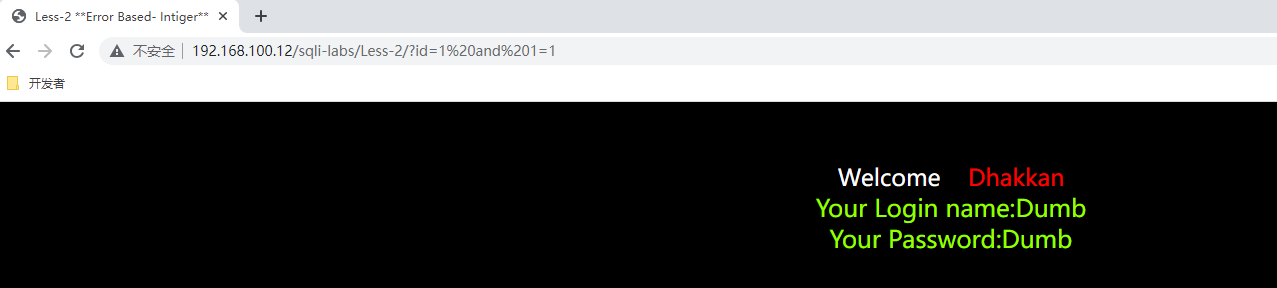 Less-2 **Error Based- Intiger**
不安全 192.168.100.12/sqli-labs/Less-2/?id=1%20and%201=1
开发者
Welcome Dhakkan
Your Login name:Dumb
Your Password:Dumb